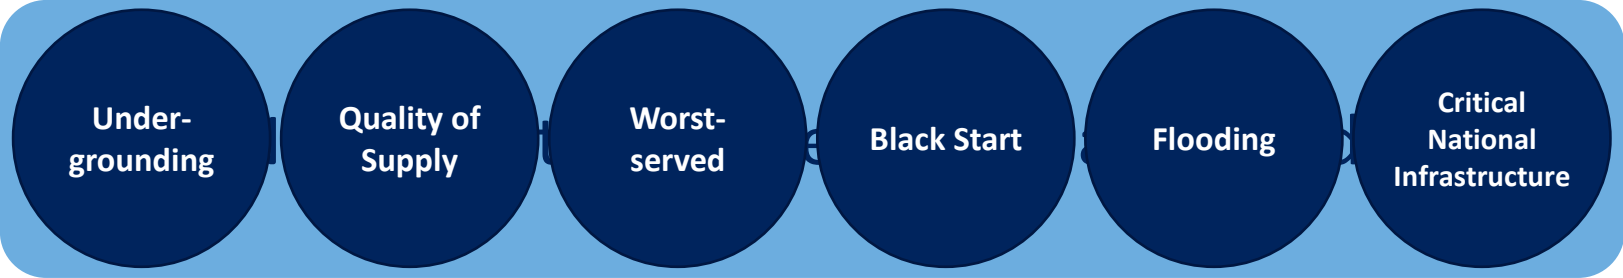 Under-
grounding
Quality of
Supply
Worst-
served
Black Start
Flooding
Critical
National
Infrastructure